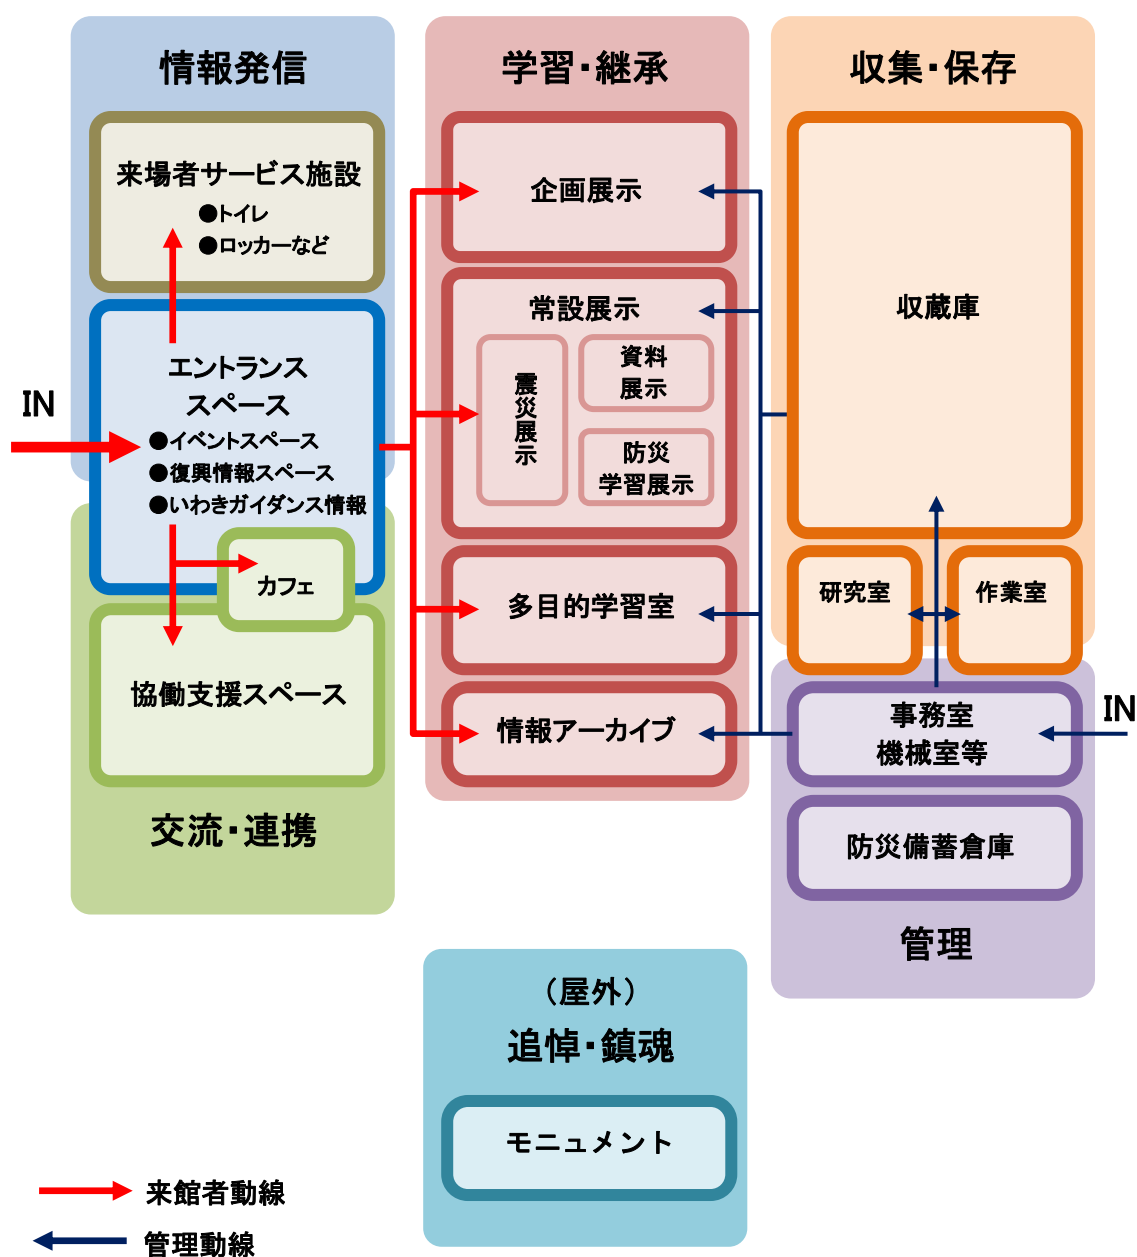 情報発信
来場者サービス施設
●トイレ
●ロッカーなど
IN
エントランス
スペース
●イベントスペース
●復興情報スペース
●いわきガイダンス情報
カフェ
協働支援スペース
交流・連携
学習・継承
企画展示
常設展示
震災展示
資料
展示
防災
学習展示
多目的学習室
情報アーカイブ
収集・保存
収蔵庫
研究室
作業室
事務室
機械室等
IN
防災備蓄倉庫
管理
（屋外）
追悼・鎮魂
モニュメント
来館者動線
管理動線